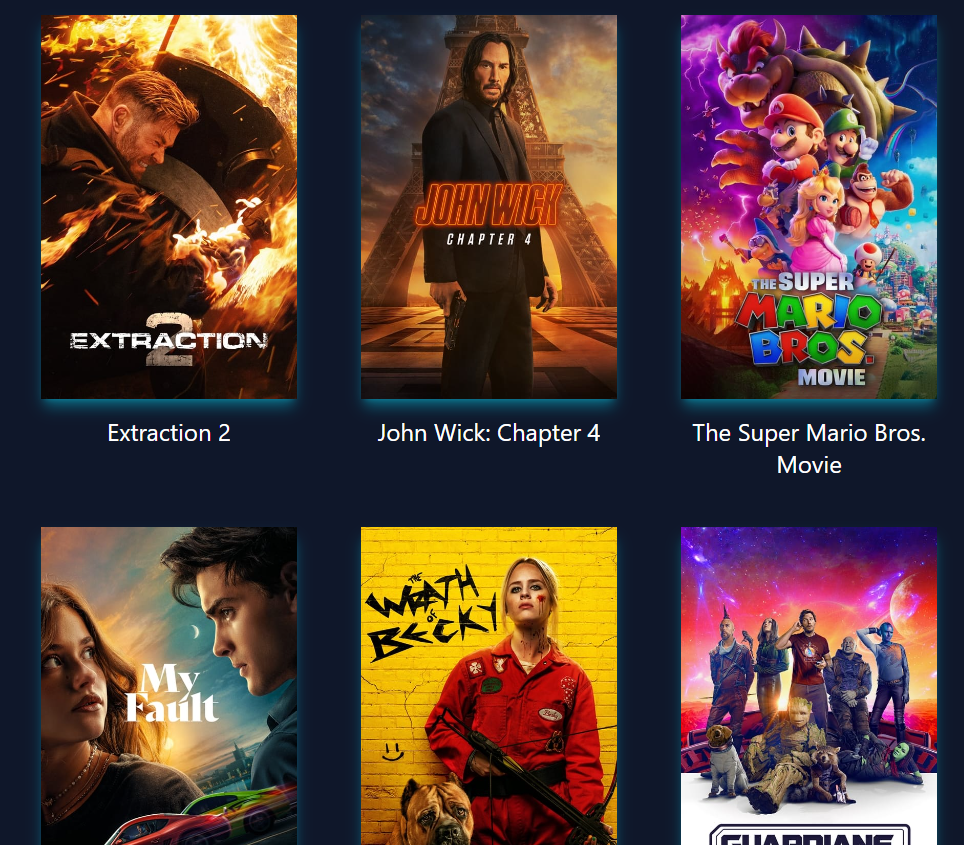 EXTRACTION
2
JOHN WICK
CHAPTER 4
THE SUPER
MARIO
BROS.
MOVIE
Extraction 2
John Wick: Chapter 4
The Super Mario Bros.
Movie
My
Fault
THE
WRATH
OF
BECKY
Becky
GUARDIANS